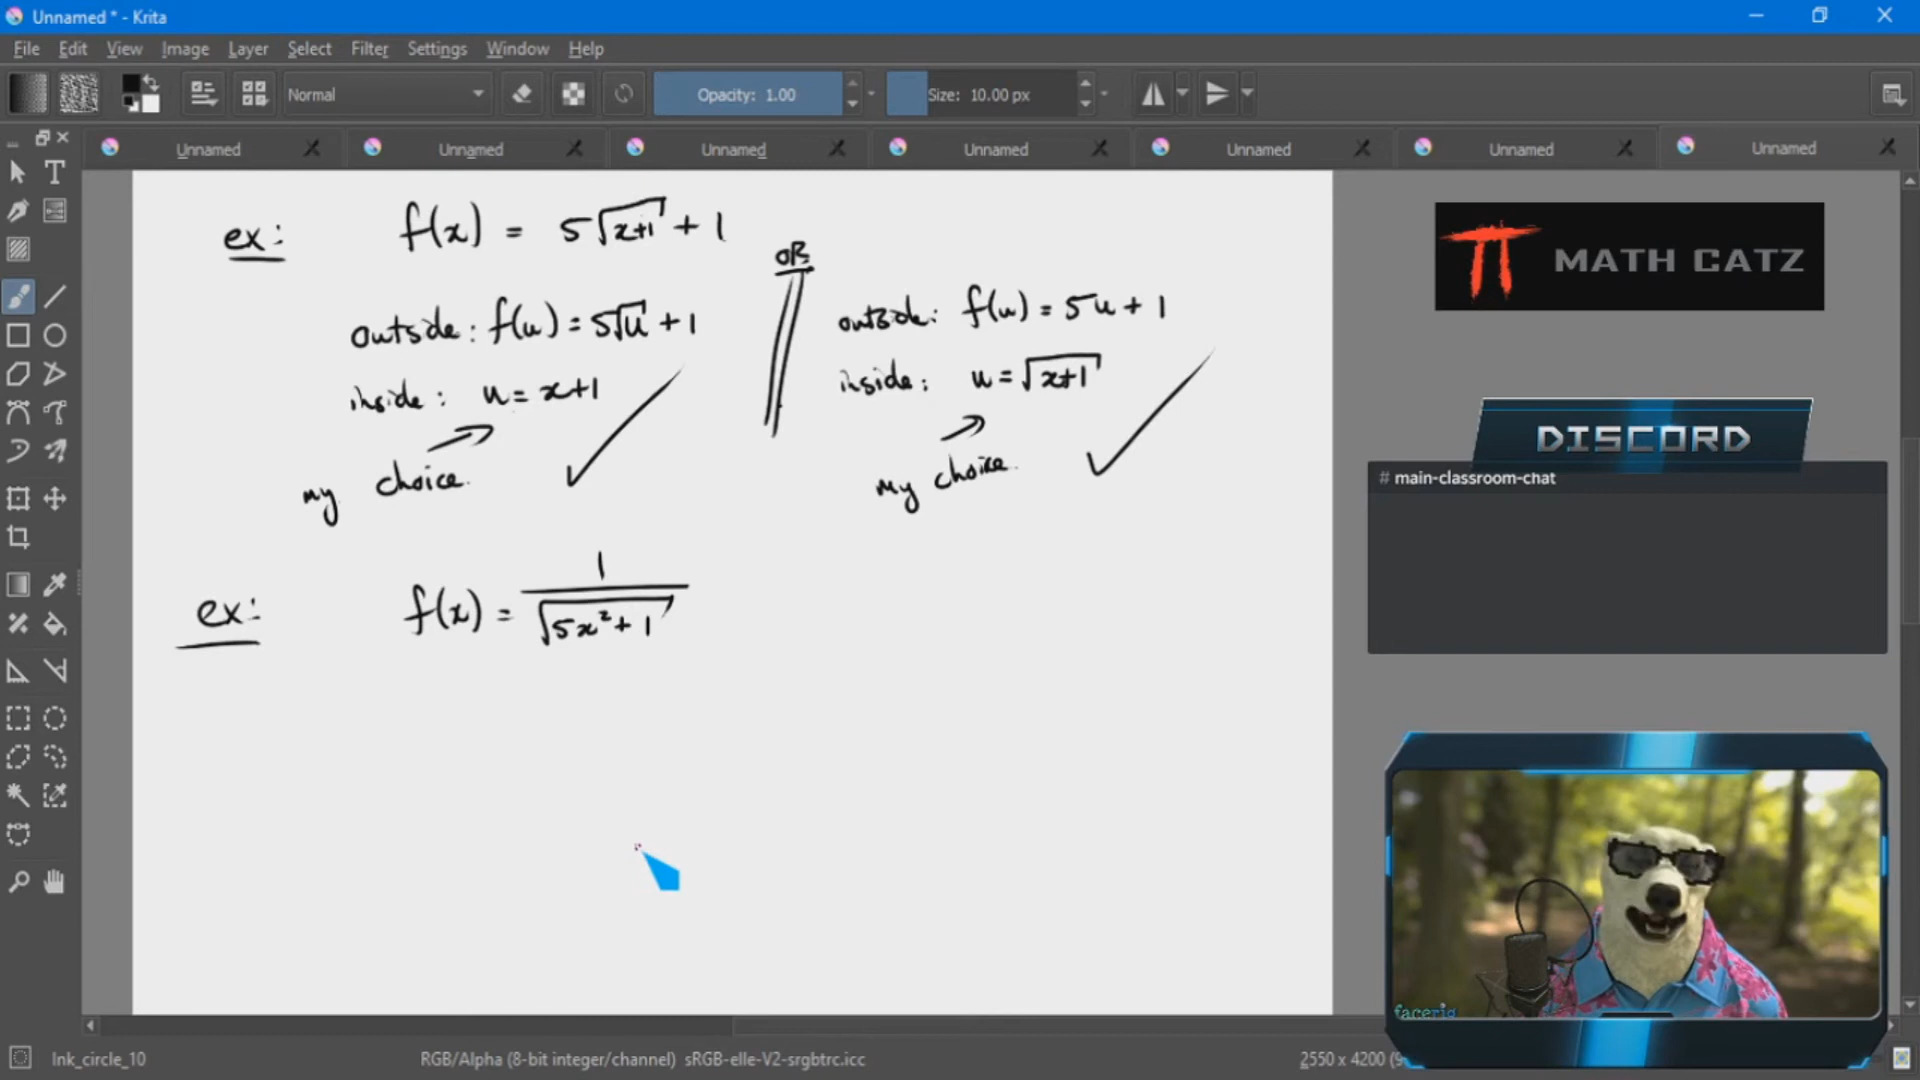 Unnamed * - Krita
File Edit View Image Layer Select Filter Settings Window Help
Normal Opacity: 1.00 Size: 10.00 px
Unnamed Unnamed Unnamed Unnamed Unnamed Unnamed Unnamed
ex: f(x) = 5√(x+1) + 1
outside: f(u) = 5√u + 1
inside: u = x+1
my choice.
OR
outside: f(u) = 5u + 1
inside: u = √(x+1)
my choice.
ex: f(x) = 1/√(5x²+1)
MATH CATZ
DISCORD
# main-classroom-chat
facerig
Ink_circle_10 RGB/Alpha (8-bit integer/channel) sRGB-elle-V2-srgbtrc.icc 2550 x 4200